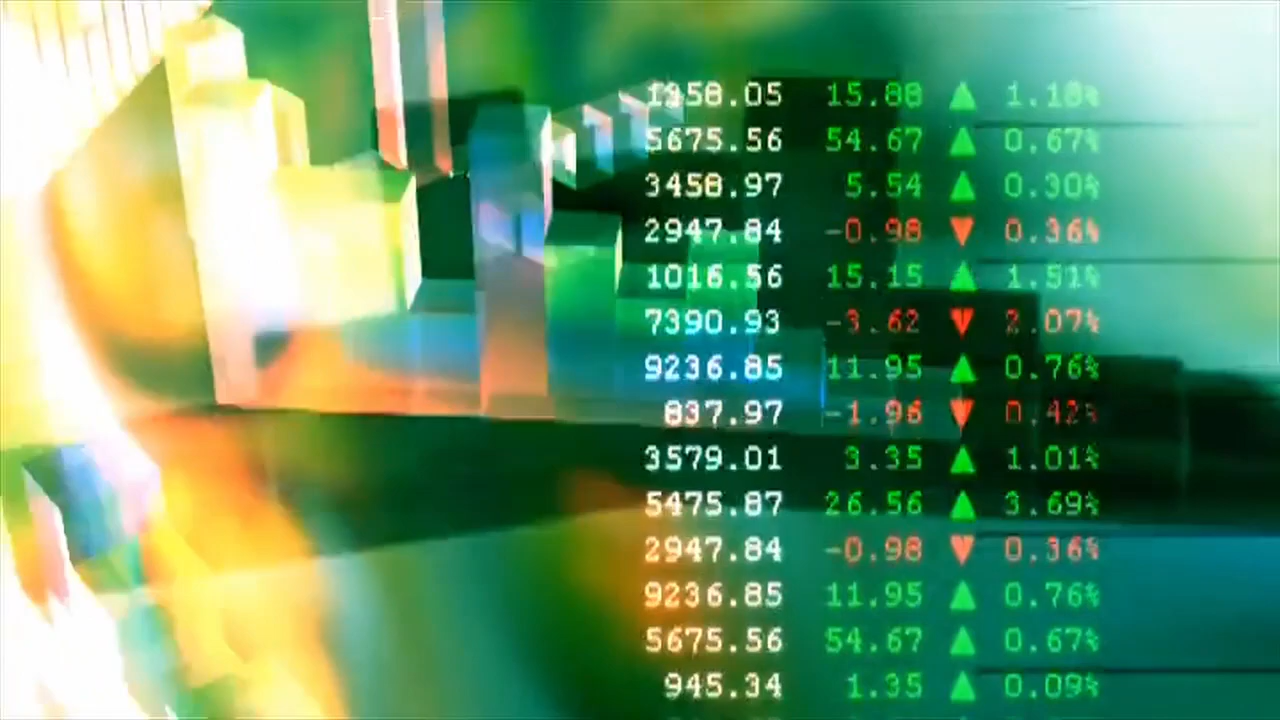 1358.05 15.88 ▲ 1.18%
5675.56 54.67 ▲ 0.67%
3458.97 5.54 ▲ 0.30%
2947.84 -0.98 ▼ 0.36%
1016.56 15.15 ▲ 1.51%
7390.93 -3.62 ▼ 2.07%
9236.85 11.95 ▲ 0.76%
837.97 -1.96 ▼ 0.42%
3579.01 3.35 ▲ 1.01%
5475.87 26.56 ▲ 3.69%
2947.84 -0.98 ▼ 0.36%
9236.85 11.95 ▲ 0.76%
5675.56 54.67 ▲ 0.67%
945.34 1.35 ▲ 0.09%